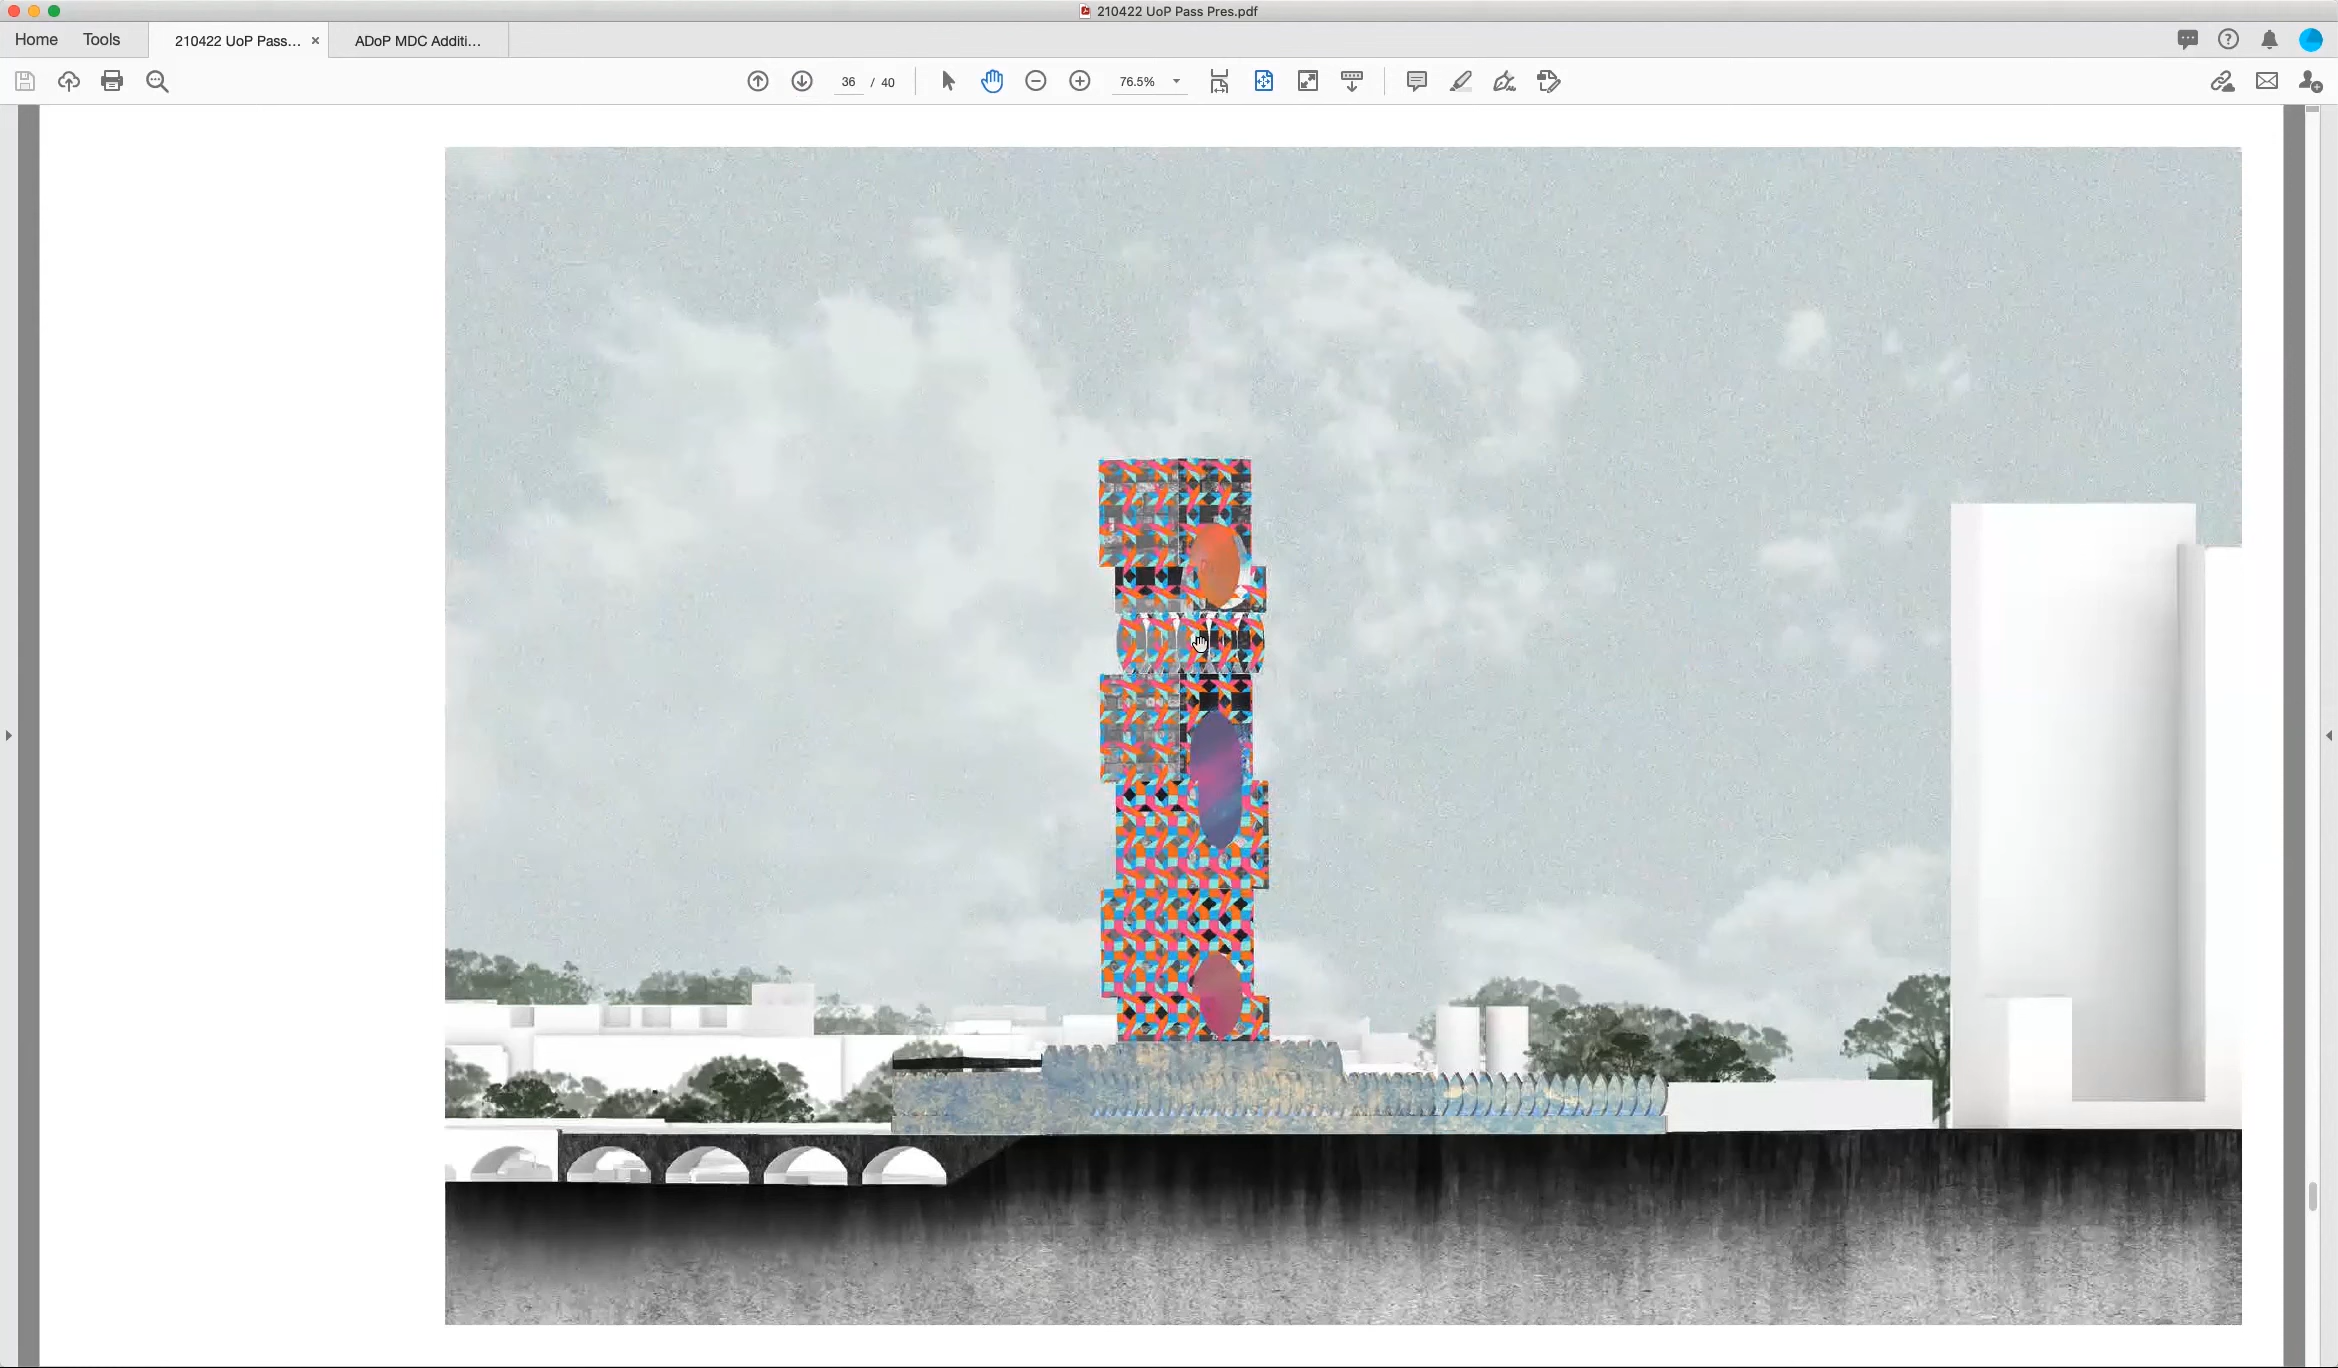 210422 UoP Pass Pres.pdf
Home Tools 210422 UoP Pass... × ADoP MDC Additi...
36 / 40 76.5%